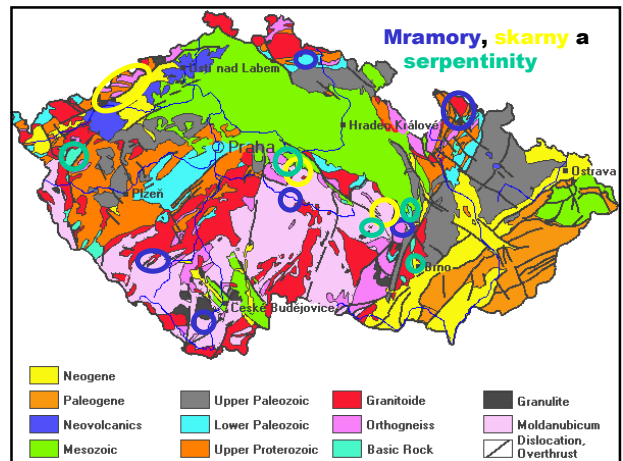 Mramory, skarny a
serpentinity
Ústí nad Labem
Hradec Králové
Praha
Ostrava
Plzeň
Brno
České Budějovice
Neogene
Paleogene
Upper Paleozoic
Granitoide
Granulite
Neovolcanics
Lower Paleozoic
Orthogneiss
Moldanubicum
Mesozoic
Upper Proterozoic
Basic Rock
Dislocation,
Overthrust